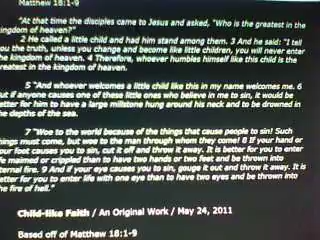 Matthew 18:1-9
"At that time the disciples came to Jesus and asked, "Who is the greatest in the
kingdom of heaven?"
2 He called a little child and had him stand among them. 3 And he said: "I tell
you the truth, unless you change and become like little children, you will never enter
the kingdom of heaven. 4 Therefore, whoever humbles himself like this child is the
greatest in the kingdom of heaven.
5 "And whoever welcomes a little child like this in my name welcomes me. 6
But if anyone causes one of these little ones who believe in me to sin, it would be
better for him to have a large millstone hung around his neck and to be drowned in
the depths of the sea.
7 "Woe to the world because of the things that cause people to sin! Such
things must come, but woe to the man through whom they come! 8 If your hand or
your foot causes you to sin, cut it off and throw it away. It is better for you to enter
life maimed or crippled than to have two hands or two feet and be thrown into
eternal fire. 9 And if your eye causes you to sin, gouge it out and throw it away. It is
better for you to enter life with one eye than to have two eyes and be thrown into
the fire of hell."
Child-like Faith / An Original Work / May 24, 2011
Based off of Matthew 18:1-9